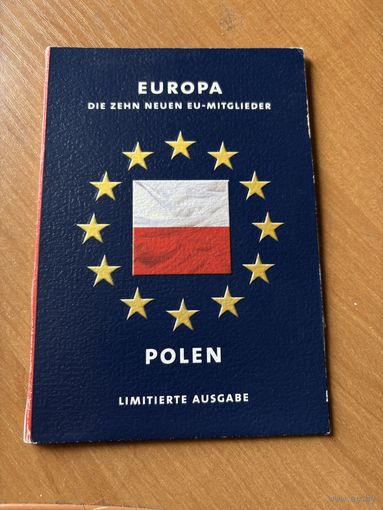 EUROPA
DIE ZEHN NEUEN EU-MITGLIEDER
POLEN
LIMITIERTE AUSGABE